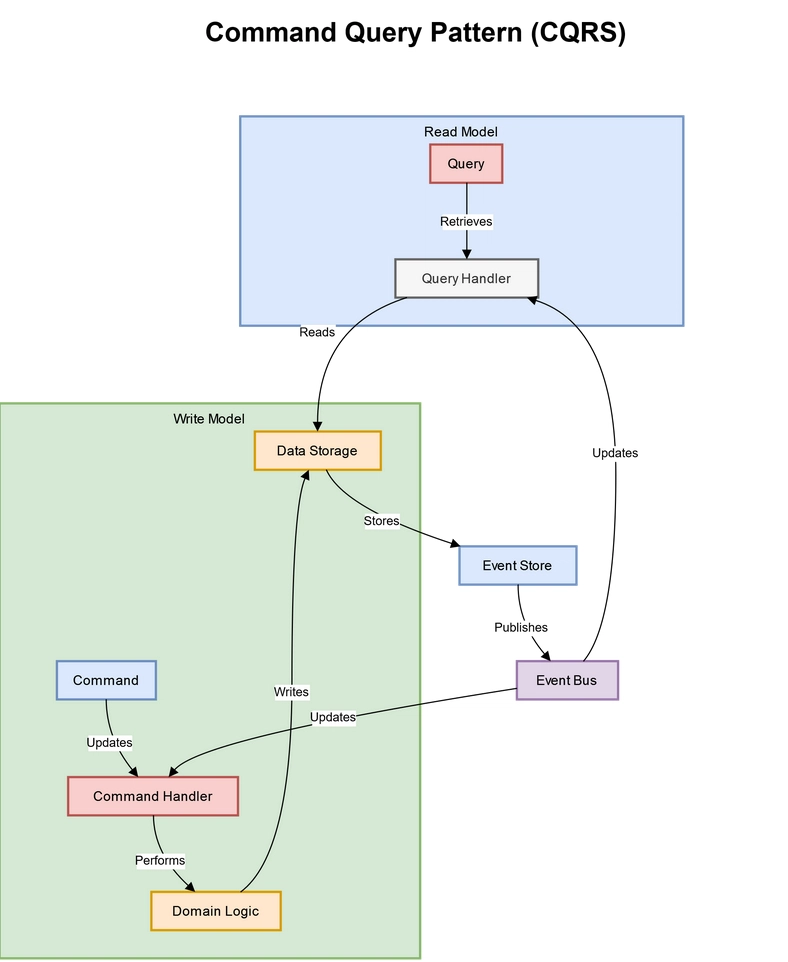 Command Query Pattern (CQRS)
Read Model
Query
Retrieves
Query Handler
Reads
Write Model
Data Storage
Updates
Stores
Event Store
Publishes
Command
Event Bus
Writes
Updates
Updates
Command Handler
Performs
Domain Logic